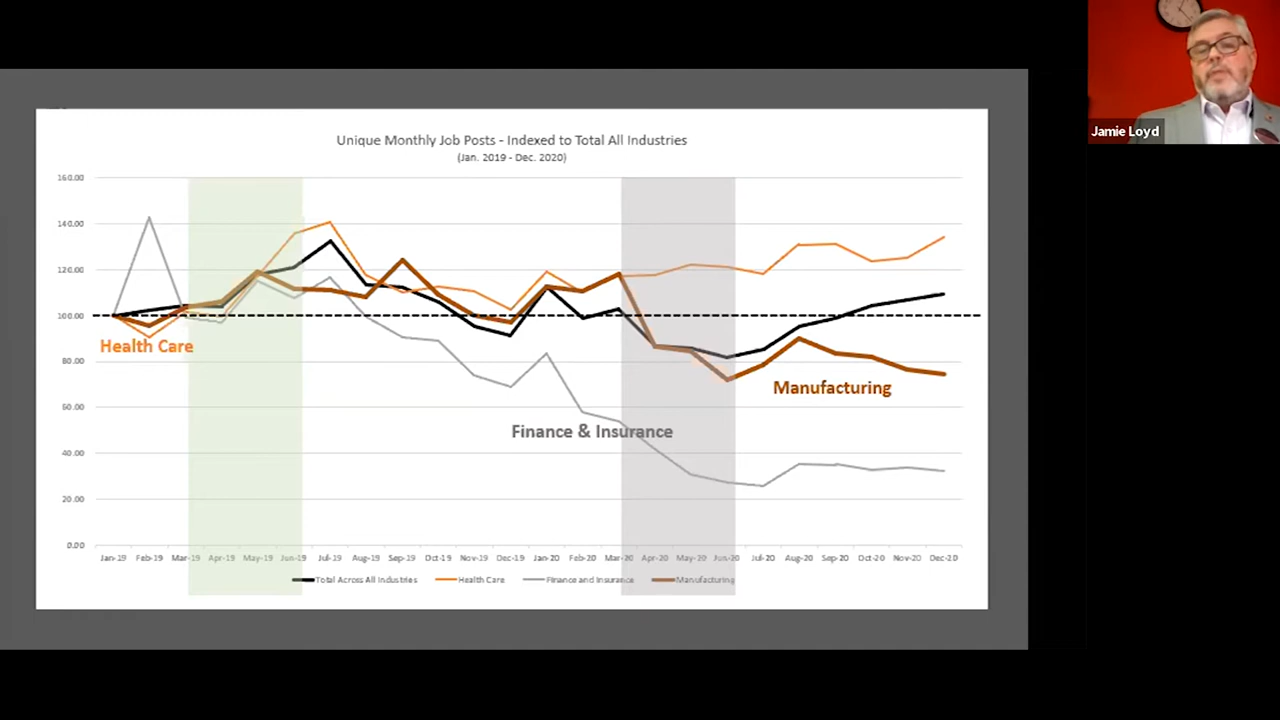 Jamie Loyd
Unique Monthly Job Posts - Indexed to Total All Industries
(Jan. 2019 - Dec. 2020)
160.00
140.00
120.00
100.00
80.00
60.00
40.00
20.00
0.00
Health Care
Manufacturing
Finance & Insurance
Jan-19 Feb-19 Mar-19 Apr-19 May-19 Jun-19 Jul-19 Aug-19 Sep-19 Oct-19 Nov-19 Dec-19 Jan-20 Feb-20 Mar-20 Apr-20 May-20 Jun-20 Jul-20 Aug-20 Sep-20 Oct-20 Nov-20 Dec-20
Total Across All Industries Health Care Finance and Insurance Manufacturing